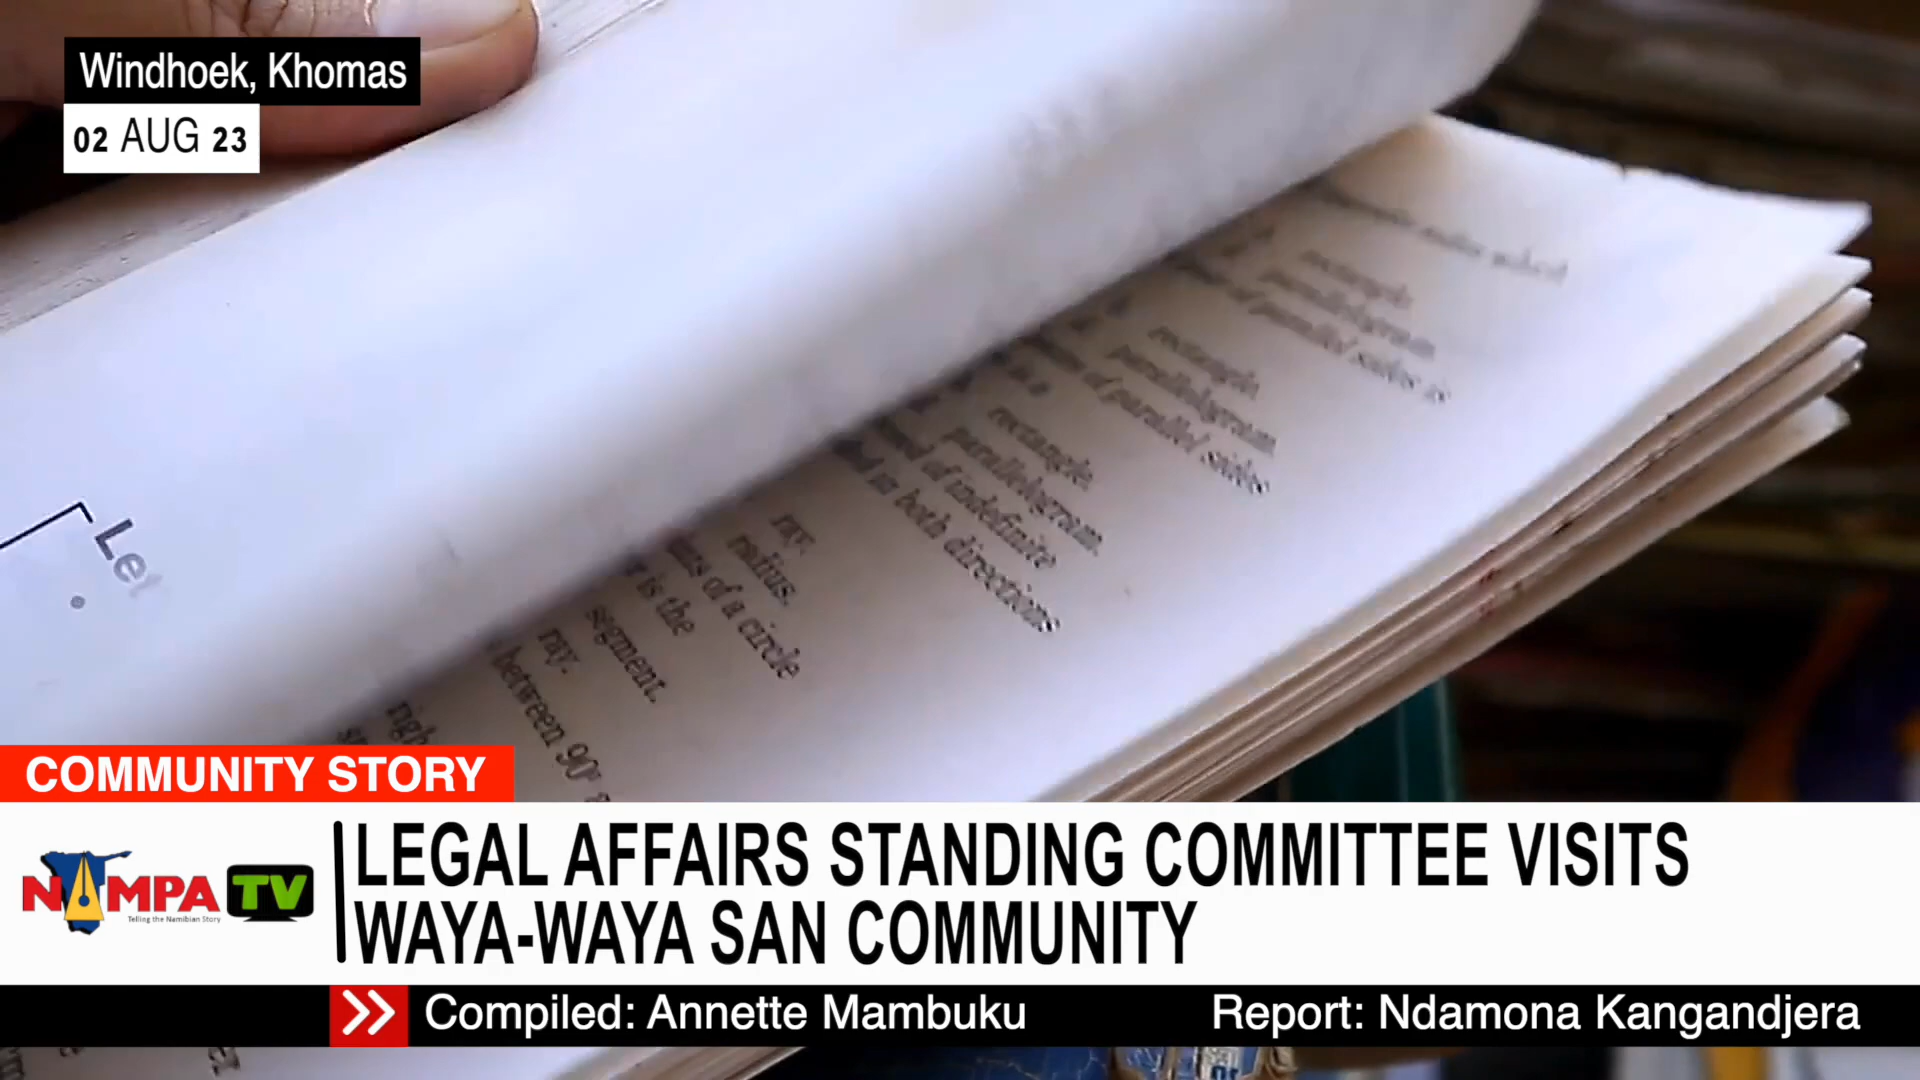 Windhoek, Khomas
02 AUG 23
Let
rectangle
parallelogram
of parallel sides is
rectangle.
parallelogram
of parallel sides
rectangle.
parallelogram.
of indefinite
in both directions
ray.
radius.
of a circle
is the
segment.
ray.
between 90°
COMMUNITY STORY
NAMPA TV
Telling the Namibian Story
LEGAL AFFAIRS STANDING COMMITTEE VISITS
WAYA-WAYA SAN COMMUNITY
Compiled: Annette Mambuku
Report: Ndamona Kangandjera